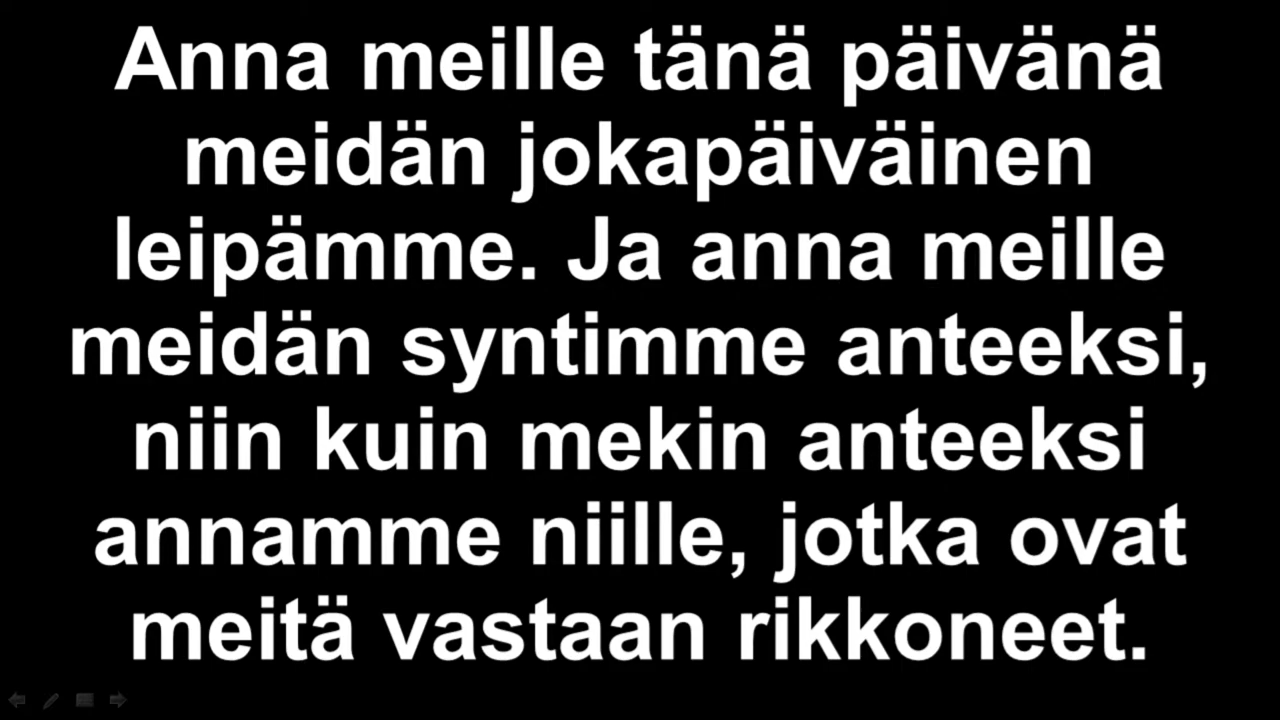 Anna meille tänä päivänä
meidän jokapäiväinen
leipämme. Ja anna meille
meidän syntimme anteeksi,
niin kuin mekin anteeksi
annamme niille, jotka ovat
meitä vastaan rikkoneet.